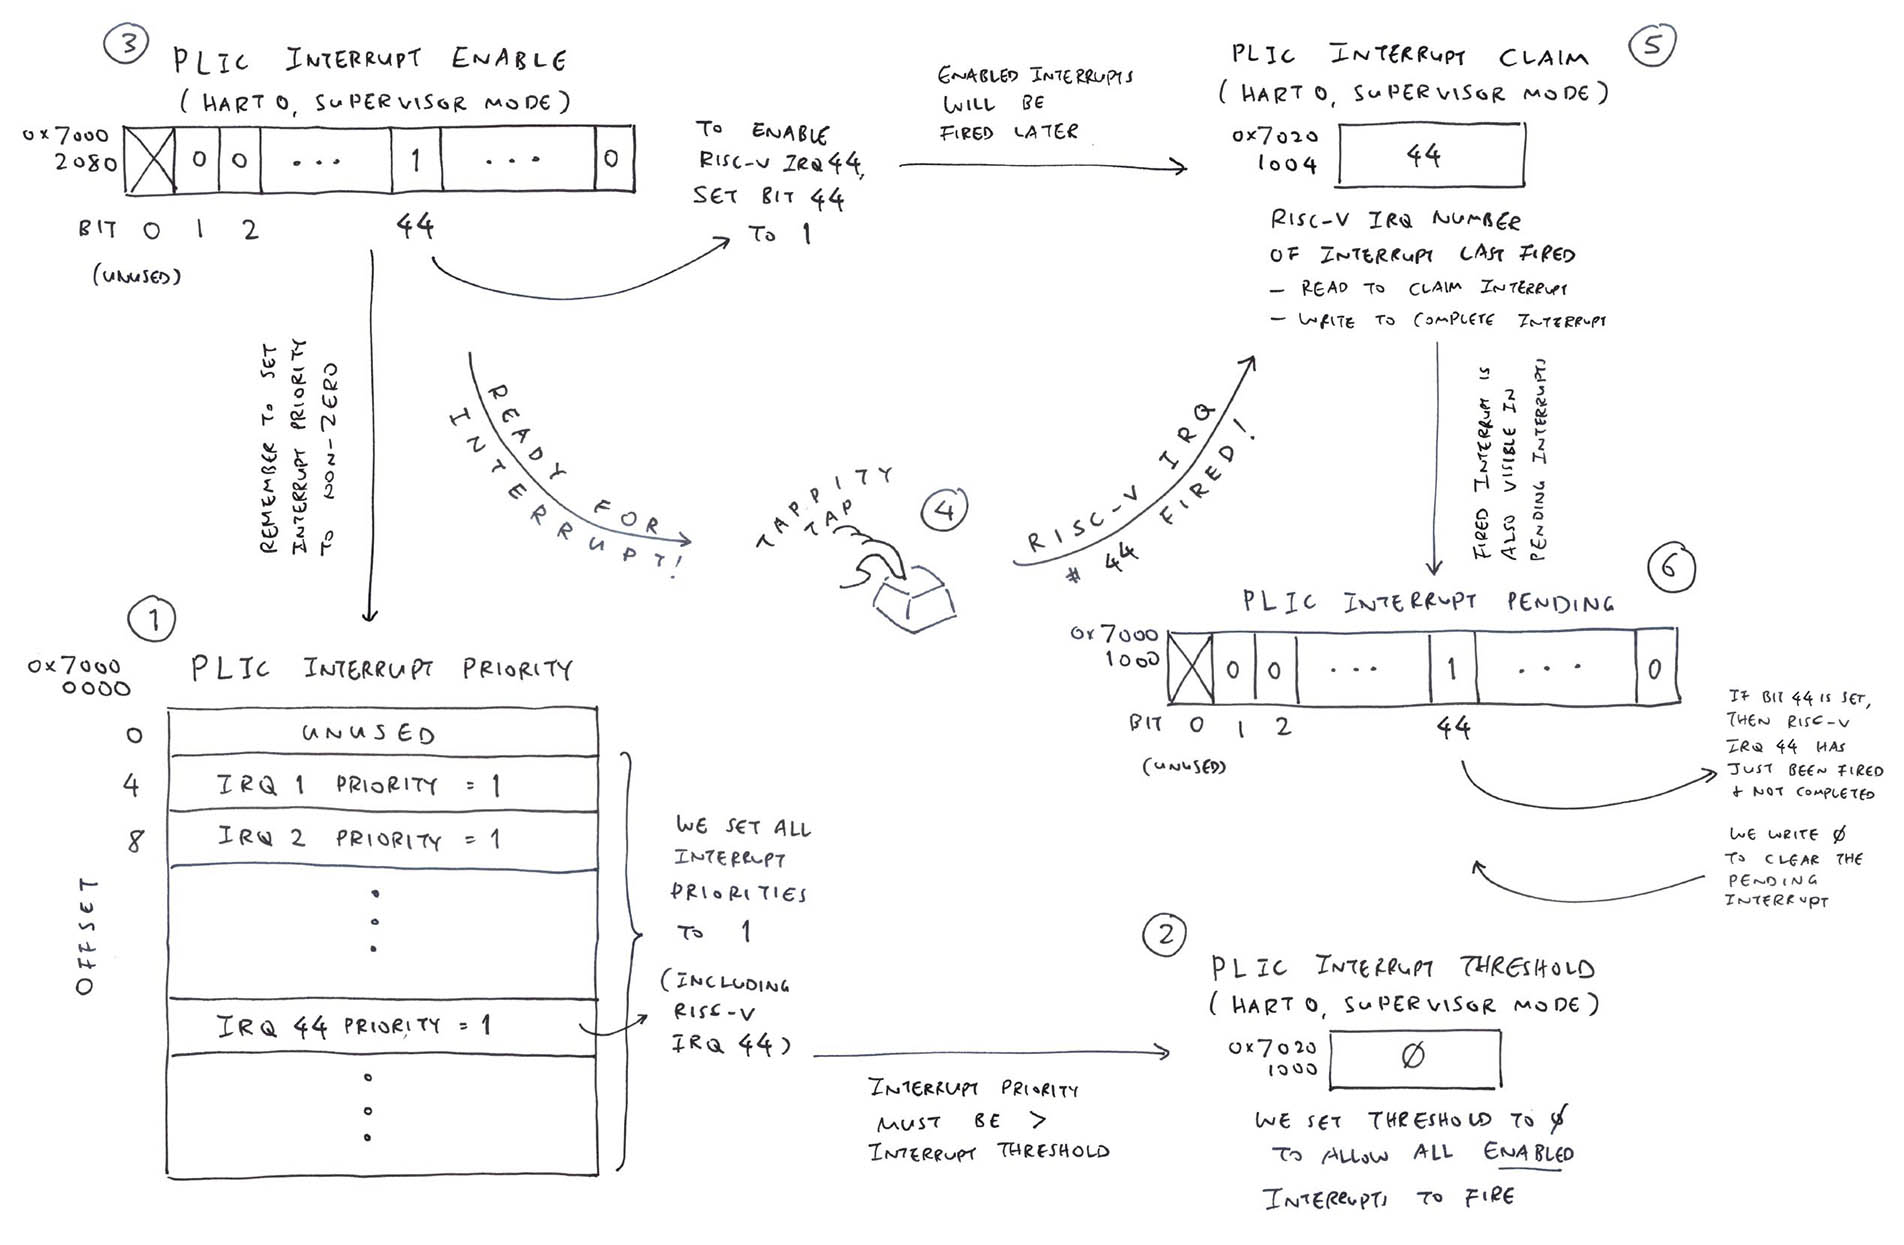 3
PLIC INTERRUPT ENABLE
(HART 0, SUPERVISOR MODE)
0x7000
2080
0 0 ... 1 ... 0
BIT 0 1 2 44
(UNUSED)
TO ENABLE
RISC-V IRQ 44,
SET BIT 44
TO 1
ENABLED INTERRUPTS
WILL BE
FIRED LATER
5
PLIC INTERRUPT CLAIM
(HART 0, SUPERVISOR MODE)
0x7020
1004
44
RISC-V IRQ NUMBER
OF INTERRUPT LAST FIRED
- READ TO CLAIM INTERRUPT
- WRITE TO COMPLETE INTERRUPT
REMEMBER TO SET
INTERRUPT PRIORITY
TO NON-ZERO
READY FOR
INTERRUPT!
TAPPITY
TAP
4
RISC-V IRQ
# 44 FIRED!
FIRED INTERRUPT IS
ALSO VISIBLE IN
PENDING INTERRUPTS
6
PLIC INTERRUPT PENDING
0x7000
1000
0 0 ... 1 ... 0
BIT 0 1 2 44
(UNUSED)
IF BIT 44 IS SET,
THEN RISC-V
IRQ 44 HAS
JUST BEEN FIRED
+ NOT COMPLETED
WE WRITE Ø
TO CLEAR THE
PENDING
INTERRUPT
1
0x7000
0000
PLIC INTERRUPT PRIORITY
0 UNUSED
4 IRQ 1 PRIORITY = 1
8 IRQ 2 PRIORITY = 1
OFFSET
IRQ 44 PRIORITY = 1
WE SET ALL
INTERRUPT
PRIORITIES
TO 1
(INCLUDING
RISC-V
IRQ 44)
INTERRUPT PRIORITY
MUST BE >
INTERRUPT THRESHOLD
2
PLIC INTERRUPT THRESHOLD
(HART 0, SUPERVISOR MODE)
0x7020
1000
Ø
WE SET THRESHOLD TO Ø
TO ALLOW ALL ENABLED
INTERRUPTS TO FIRE